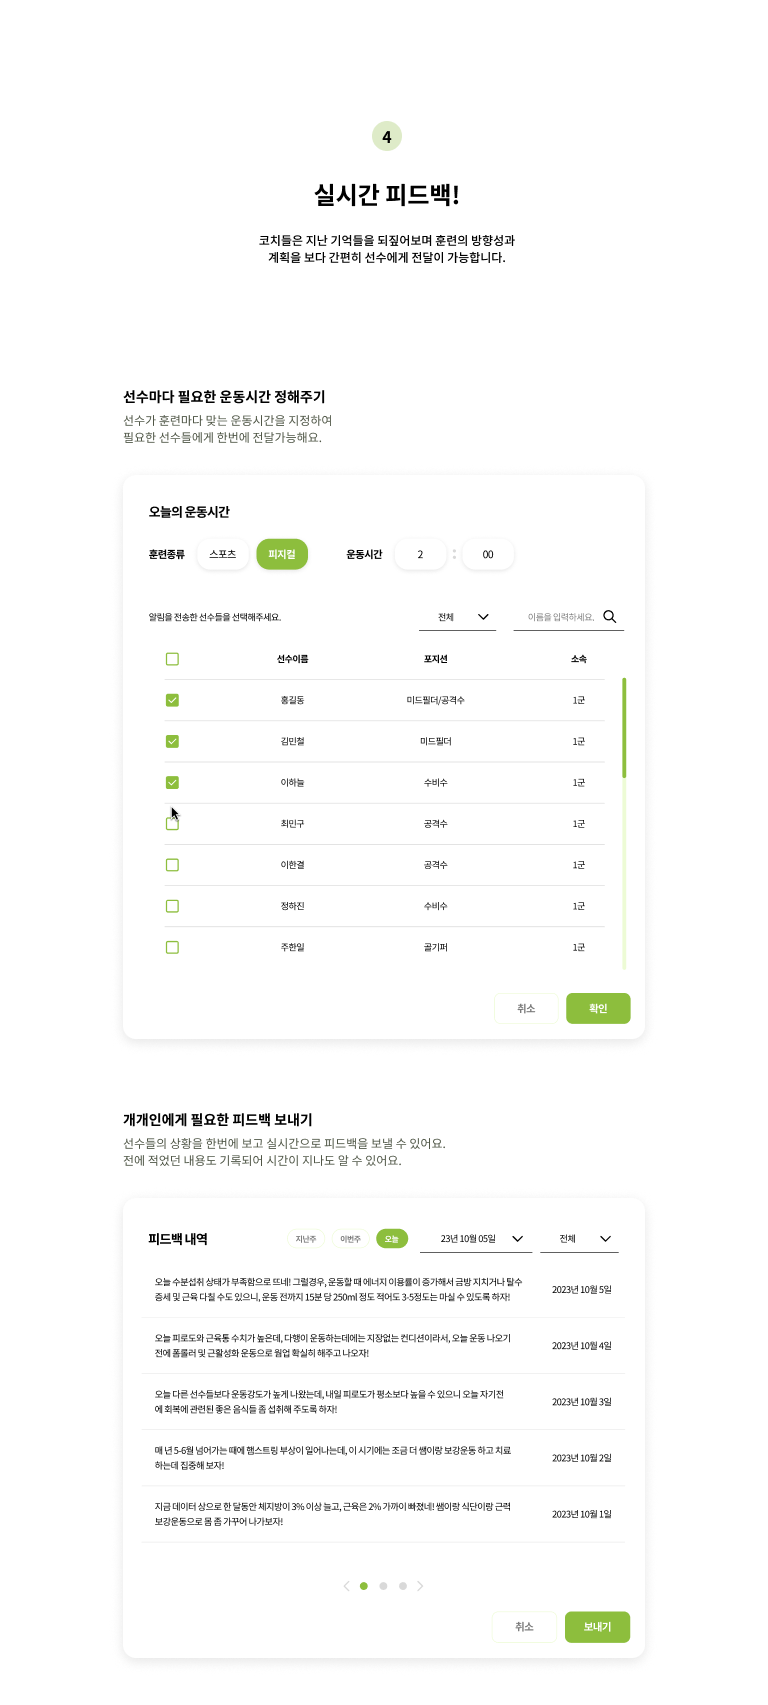 4
실시간 피드백!
코치들은 지난 기억들을 되짚어보며 훈련의 방향성과
계획을 보다 간편히 선수에게 전달이 가능합니다.
선수마다 필요한 운동시간 정해주기
선수가 훈련마다 맞는 운동시간을 지정하여
필요한 선수들에게 한번에 전달가능해요.
오늘의 운동시간
훈련종류 스포츠 피지컬 운동시간 2 : 00
알림을 전송한 선수들을 선택해주세요. 전체 이름을 입력하세요.
선수이름 포지션 소속
홍길동 미드필더/공격수 1군
김민철 미드필더 1군
이하늘 수비수 1군
최민구 공격수 1군
이한결 공격수 1군
정하진 수비수 1군
주한일 골기퍼 1군
취소 확인
개개인에게 필요한 피드백 보내기
선수들의 상황을 한번에 보고 실시간으로 피드백을 보낼 수 있어요.
전에 적었던 내용도 기록되어 시간이 지나도 알 수 있어요.
피드백 내역 지난주 이번주 오늘 23년 10월 05일 전체
오늘 수분섭취 상태가 부족함으로 뜨네! 그럴경우, 운동할 때 에너지 이용률이 증가해서 금방 지치거나 탈수
증세 및 근육 다칠 수도 있으니, 운동 전까지 15분 당 250ml 정도 적어도 3-5정도는 마실 수 있도록 하자!
2023년 10월 5일
오늘 피로도와 근육통 수치가 높은데, 다행이 운동하는데에는 지장없는 컨디션이라서, 오늘 운동 나오기
전에 폼롤러 및 근활성화 운동으로 웜업 확실히 해주고 나오자!
2023년 10월 4일
오늘 다른 선수들보다 운동강도가 높게 나왔는데, 내일 피로도가 평소보다 높을 수 있으니 오늘 자기전
에 회복에 관련된 좋은 음식들 좀 섭취해 주도록 하자!
2023년 10월 3일
매 년 5-6월 넘어가는 때에 햄스트링 부상이 일어나는데, 이 시기에는 조금 더 쌤이랑 보강운동 하고 치료
하는데 집중해 보자!
2023년 10월 2일
지금 데이터 상으로 한 달동안 체지방이 3% 이상 늘고, 근육은 2% 가까이 빠졌네! 쌤이랑 식단이랑 근력
보강운동으로 몸 좀 가꾸어 나가보자!
2023년 10월 1일
취소 보내기